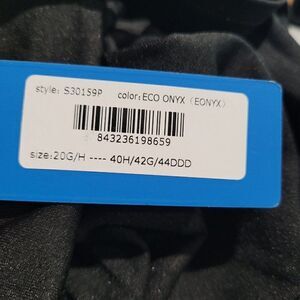 style: S30159P color: ECO ONYX (EONYX)
843236198659
size:20G/H ---- 40H/42G/44DDD